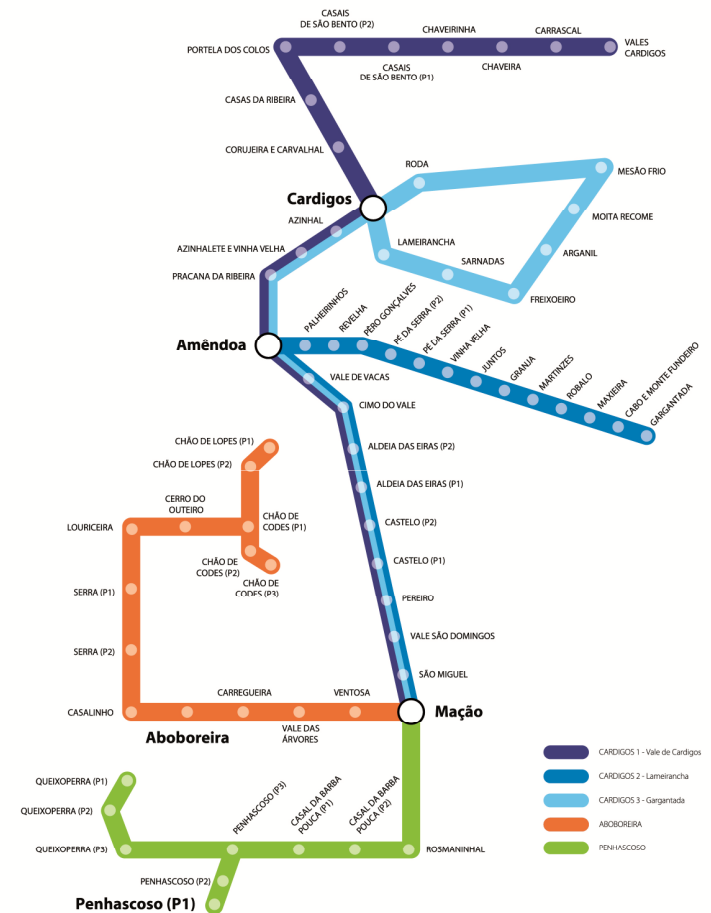 CASAIS
DE SÃO BENTO (P2)
CHAVEIRINHA
CARRASCAL
PORTELA DOS COLOS
VALES
CARDIGOS
CASAIS
DE SÃO BENTO (P1)
CHAVEIRA
CASAS DA RIBEIRA
CORUJEIRA E CARVALHAL
RODA
MESÃO FRIO
Cardigos
MOITA RECOME
AZINHAL
LAMEIRANCHA
AZINHALETE E VINHA VELHA
ARGANIL
SARNADAS
PRACANA DA RIBEIRA
FREIXOEIRO
Amêndoa
PALHEIRINHOS
REVELHA
PÊRO GONÇALVES
PÉ DA SERRA (P2)
PÉ DA SERRA (P1)
VINHA VELHA
JUNTOS
GRANJA
MARTINZES
ROBALO
MAXIEIRA
CABO E MONTE FUNDEIRO
GARGANTADA
VALE DE VACAS
CIMO DO VALE
CHÃO DE LOPES (P1)
ALDEIA DAS EIRAS (P2)
CHÃO DE LOPES (P2)
ALDEIA DAS EIRAS (P1)
CERRO DO
OUTEIRO
LOURICEIRA
CHÃO DE
CODES (P1)
CASTELO (P2)
CHÃO DE
CODES (P2)
CASTELO (P1)
CHÃO DE
CODES (P3)
SERRA (P1)
PEREIRO
VALE SÃO DOMINGOS
SERRA (P2)
SÃO MIGUEL
CARREGUEIRA
VENTOSA
CASALINHO
Mação
VALE DAS
ÁRVORES
Aboboreira
CARDIGOS 1 - Vale de Cardigos
CARDIGOS 2 - Lameirancha
CARDIGOS 3 - Gargantada
ABOBOREIRA
PENHASCOSO
QUEIXOPERRA (P1)
QUEIXOPERRA (P2)
QUEIXOPERRA (P3)
PENHASCOSO (P3)
CASAL DA BARBA
POUCA (P1)
CASAL DA BARBA
POUCA (P2)
ROSMANINHAL
PENHASCOSO (P2)
Penhascoso (P1)